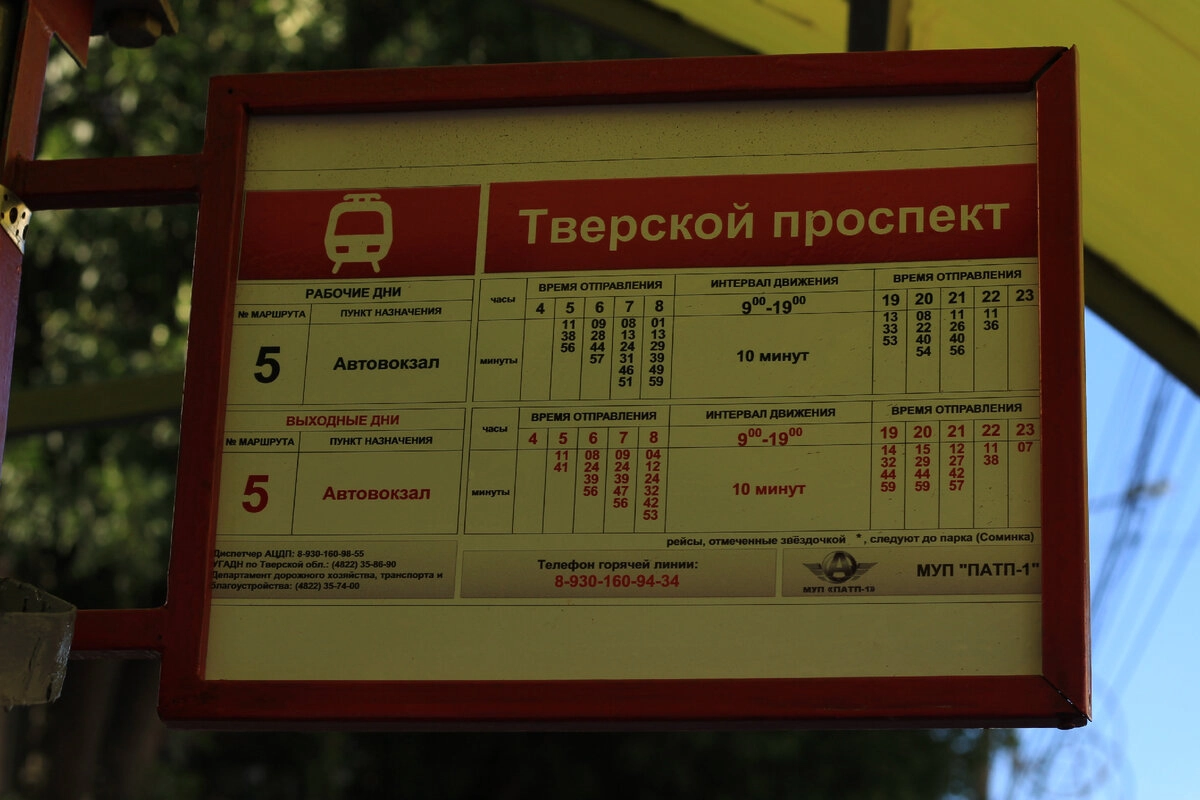 Тверской проспект
РАБОЧИЕ ДНИ
№ МАРШРУТА ПУНКТ НАЗНАЧЕНИЯ
5 Автовокзал
часы
минуты
ВРЕМЯ ОТПРАВЛЕНИЯ
4 5 6 7 8
11 09 08 01
38 28 13 13
56 44 24 29
57 31 39
46 49
51 59
ИНТЕРВАЛ ДВИЖЕНИЯ
9⁰⁰-19⁰⁰
10 минут
ВРЕМЯ ОТПРАВЛЕНИЯ
19 20 21 22 23
13 08 11 11
33 22 26 36
53 40 40
54 56
ВЫХОДНЫЕ ДНИ
№ МАРШРУТА ПУНКТ НАЗНАЧЕНИЯ
5 Автовокзал
часы
минуты
ВРЕМЯ ОТПРАВЛЕНИЯ
4 5 6 7 8
11 08 09 04
41 24 24 12
39 39 24
56 47 32
56 42
53
ИНТЕРВАЛ ДВИЖЕНИЯ
9⁰⁰-19⁰⁰
10 минут
ВРЕМЯ ОТПРАВЛЕНИЯ
19 20 21 22 23
14 15 12 11 07
32 29 27 38
44 44 42
59 59 57
рейсы, отмеченные звёздочкой *, следуют до парка (Соминка)
Диспетчер АЦДП: 8-930-160-98-55
УГАДН по Тверской обл.: (4822) 35-86-90
Департамент дорожного хозяйства, транспорта и
благоустройства: (4822) 35-74-00
Телефон горячей линии:
8-930-160-94-34
МУП «ПАТП-1»
МУП "ПАТП-1"